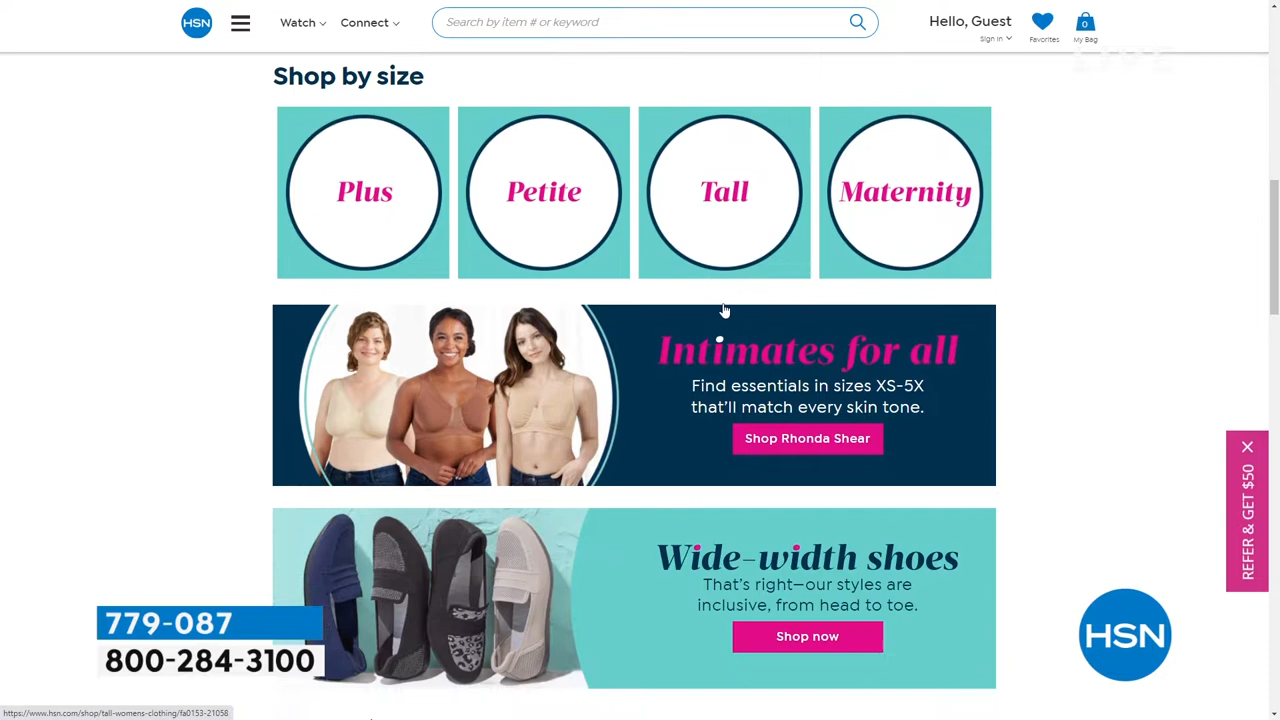 HSN
Watch
Connect
Search by item # or keyword
Hello, Guest
Sign In
Favorites
0
My Bag
Shop by size
Plus
Petite
Tall
Maternity
Intimates for all
Find essentials in sizes XS-5X
that'll match every skin tone.
Shop Rhonda Shear
REFER & GET $50
Wide-width shoes
That's right—our styles are
inclusive, from head to toe.
Shop now
779-087
800-284-3100
HSN
https://www.hsn.com/shop/tall-womens-clothing/fa0153-21058